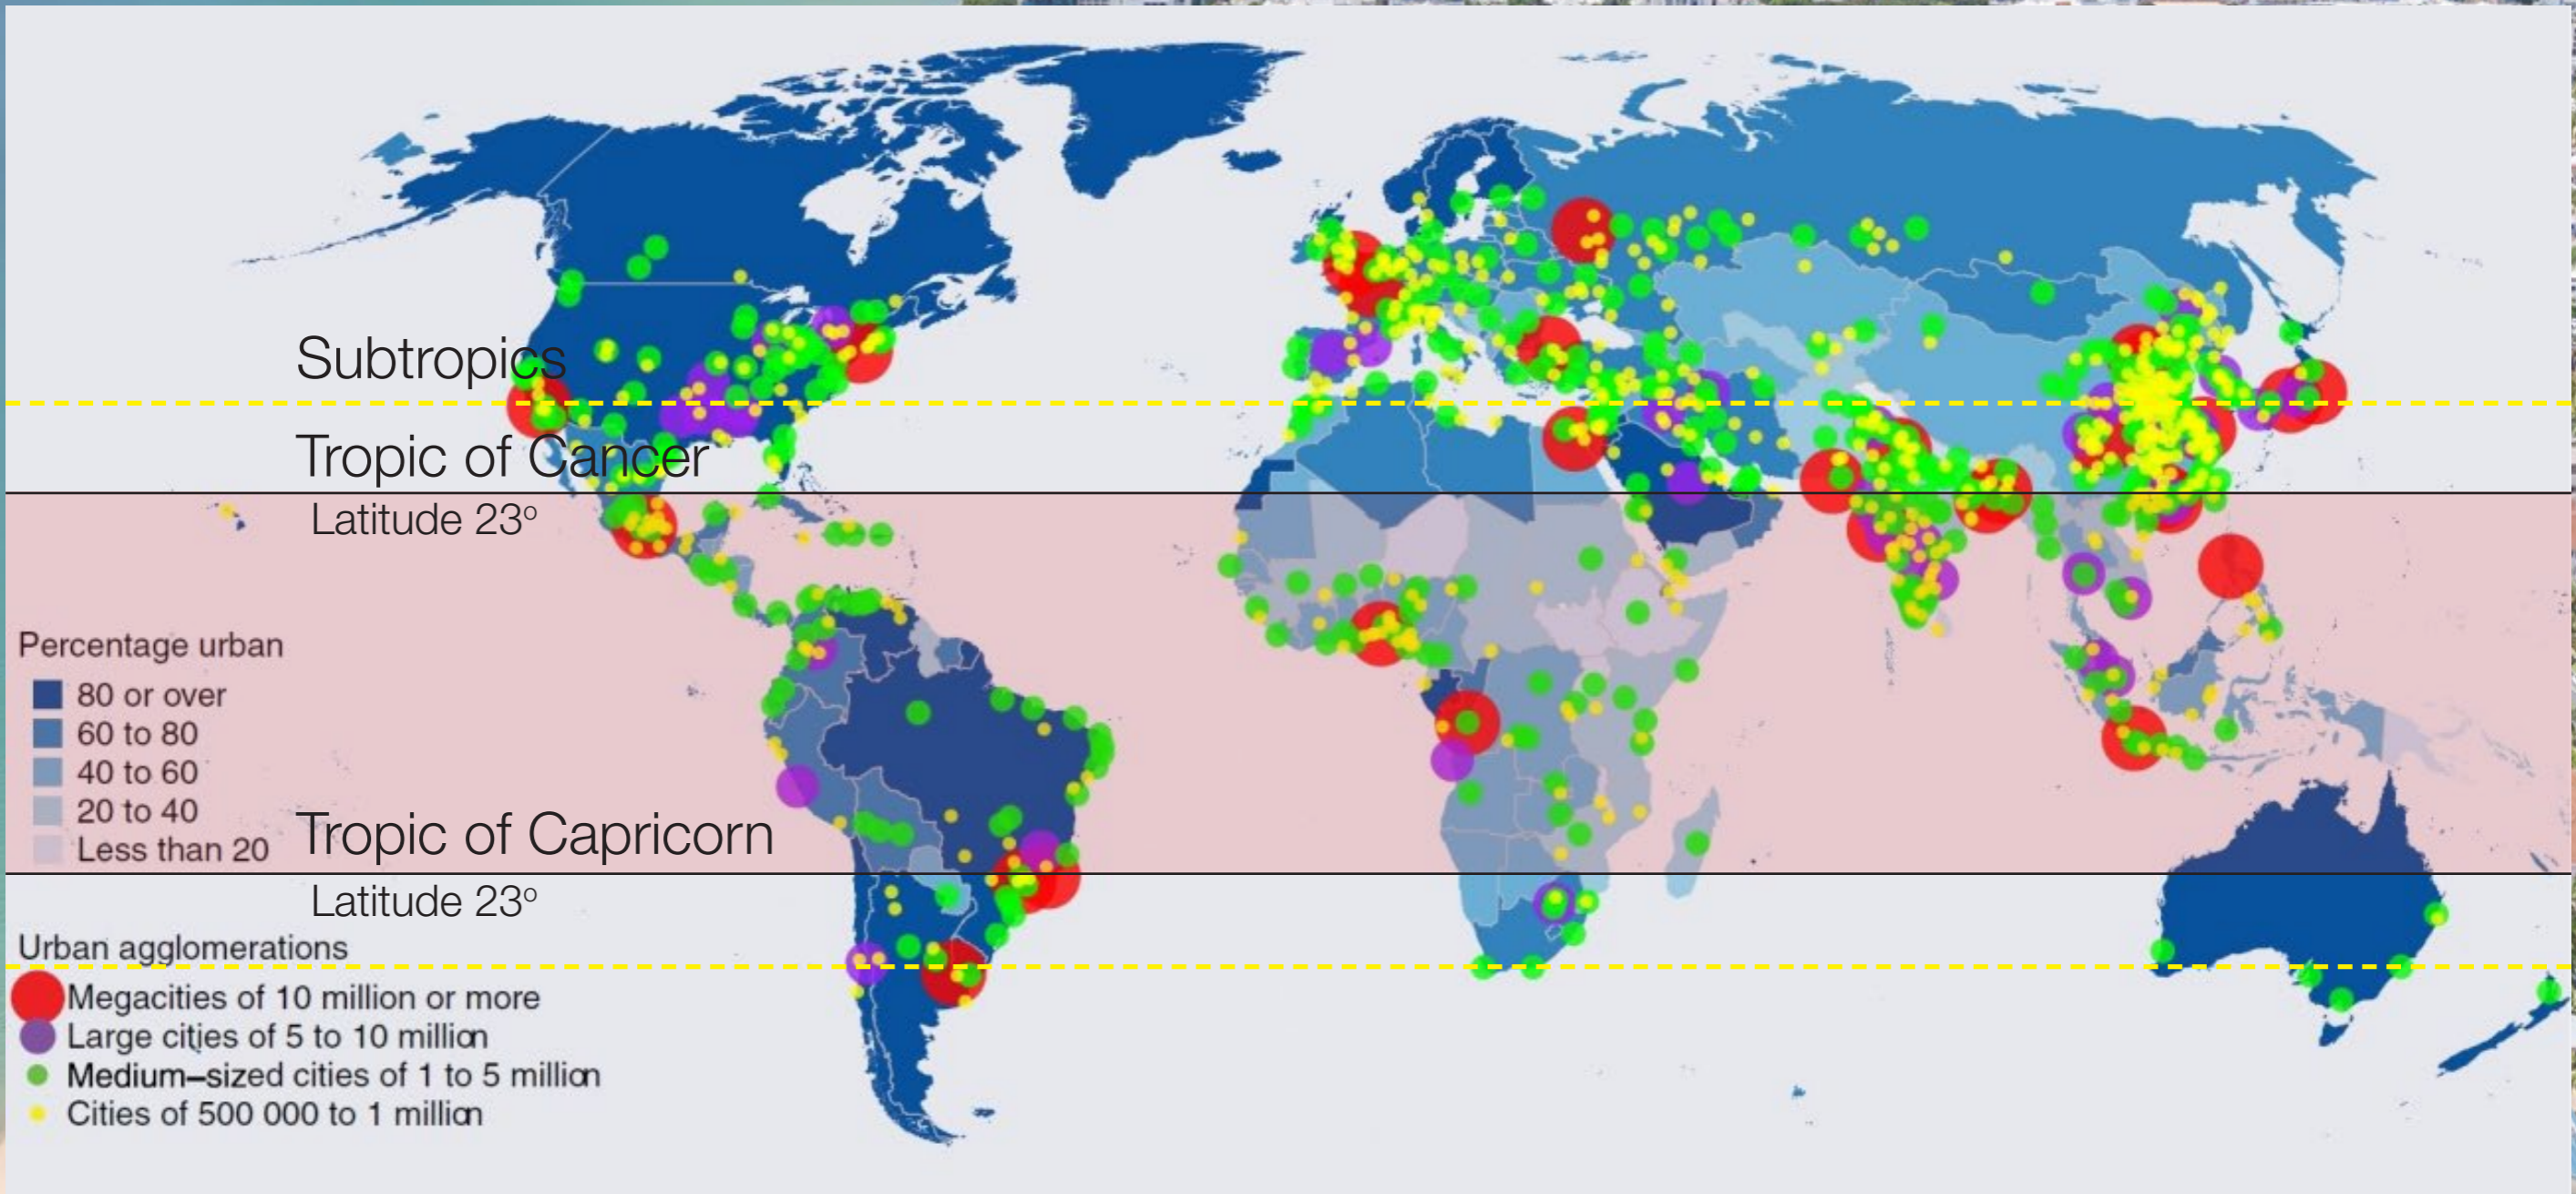 Subtropics
Tropic of Cancer
Latitude 23º
Percentage urban
80 or over
60 to 80
40 to 60
20 to 40
Less than 20
Tropic of Capricorn
Latitude 23º
Urban agglomerations
Megacities of 10 million or more
Large cities of 5 to 10 million
Medium–sized cities of 1 to 5 million
Cities of 500 000 to 1 million